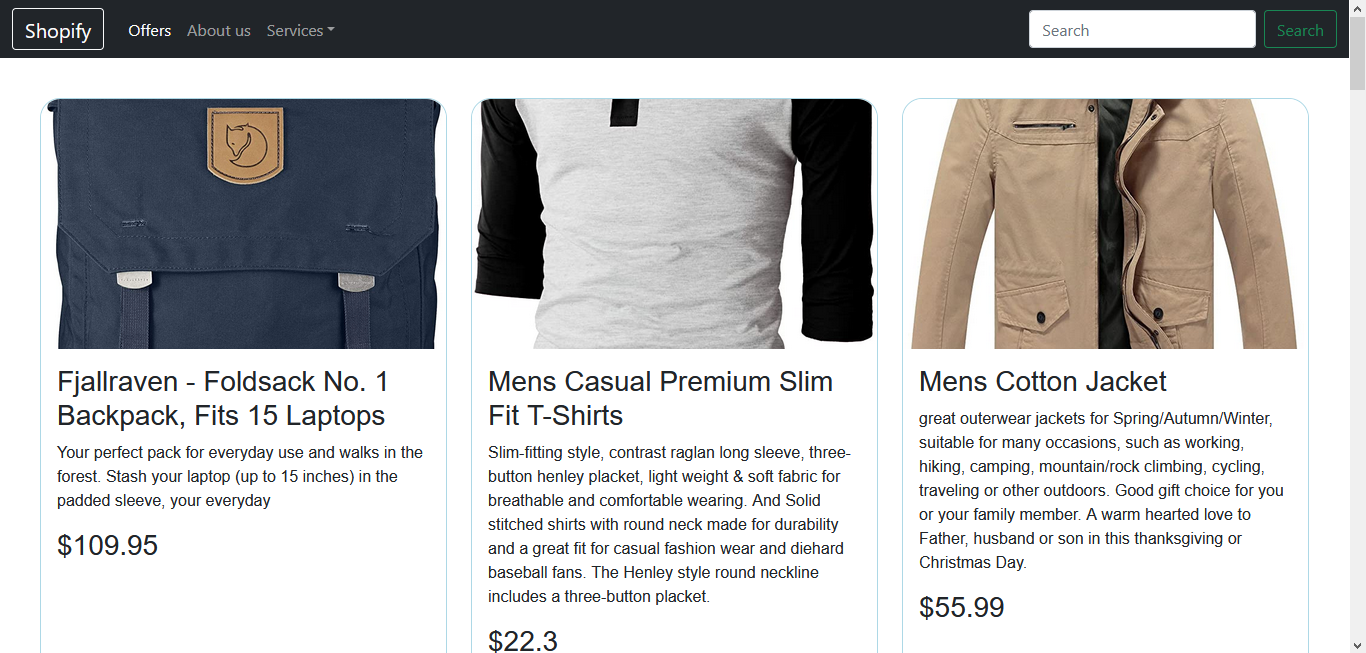 Shopify
Offers
About us
Services
Search
Search
Fjallraven - Foldsack No. 1
Backpack, Fits 15 Laptops
Your perfect pack for everyday use and walks in the
forest. Stash your laptop (up to 15 inches) in the
padded sleeve, your everyday
$109.95
Mens Casual Premium Slim
Fit T-Shirts
Slim-fitting style, contrast raglan long sleeve, three-
button henley placket, light weight & soft fabric for
breathable and comfortable wearing. And Solid
stitched shirts with round neck made for durability
and a great fit for casual fashion wear and diehard
baseball fans. The Henley style round neckline
includes a three-button placket.
$22.3
Mens Cotton Jacket
great outerwear jackets for Spring/Autumn/Winter,
suitable for many occasions, such as working,
hiking, camping, mountain/rock climbing, cycling,
traveling or other outdoors. Good gift choice for you
or your family member. A warm hearted love to
Father, husband or son in this thanksgiving or
Christmas Day.
$55.99